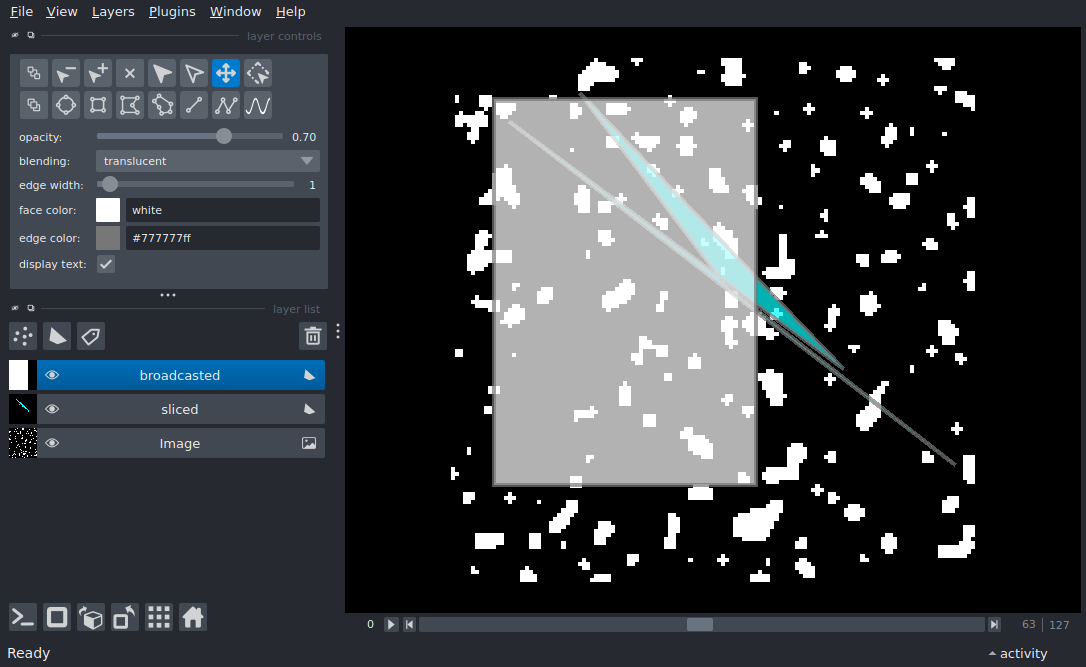 File View Layers Plugins Window Help
layer controls
opacity: 0.70
blending: translucent
edge width: 1
face color: white
edge color: #777777ff
display text:
layer list
broadcasted
sliced
Image
0 63 127
Ready activity